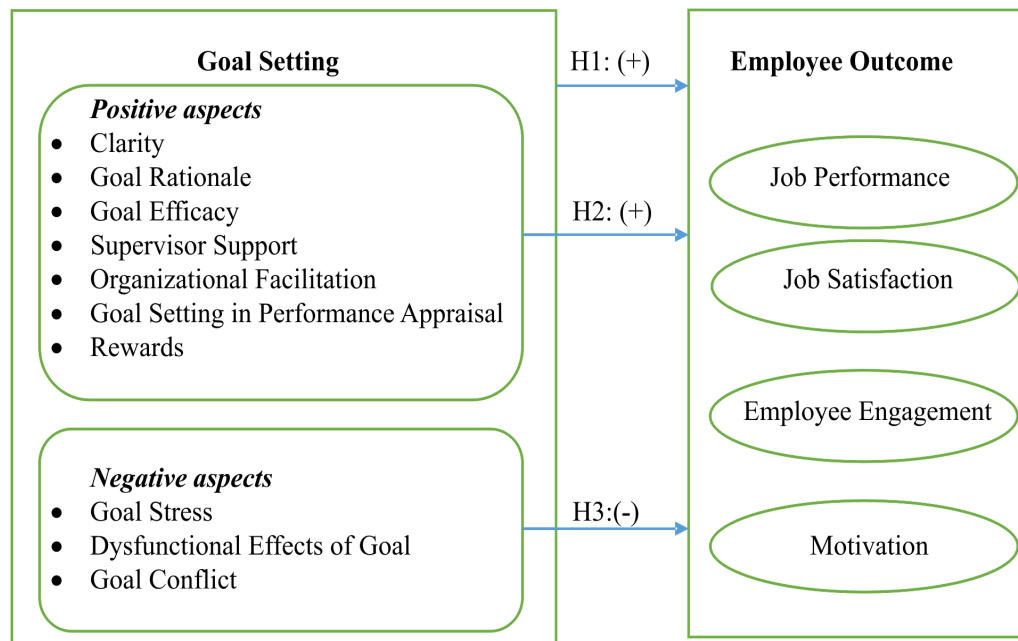 Goal Setting
Positive aspects
• Clarity
• Goal Rationale
• Goal Efficacy
• Supervisor Support
• Organizational Facilitation
• Goal Setting in Performance Appraisal
• Rewards
Negative aspects
• Goal Stress
• Dysfunctional Effects of Goal
• Goal Conflict
H1: (+)
H2: (+)
H3:(-)
Employee Outcome
Job Performance
Job Satisfaction
Employee Engagement
Motivation